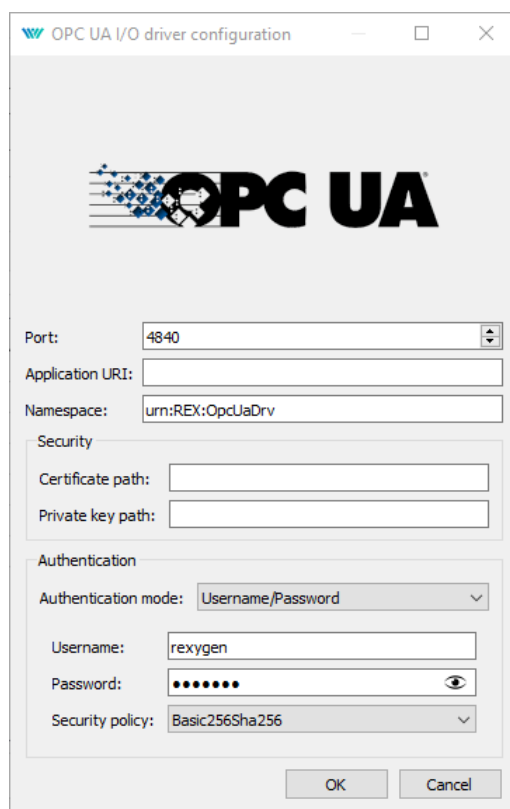 OPC UA I/O driver configuration
OPC UA
Port: 4840
Application URI:
Namespace: urn:REX:OpcUaDrv
Security
Certificate path:
Private key path:
Authentication
Authentication mode: Username/Password
Username: rexygen
Password: •••••••
Security policy: Basic256Sha256
OK Cancel